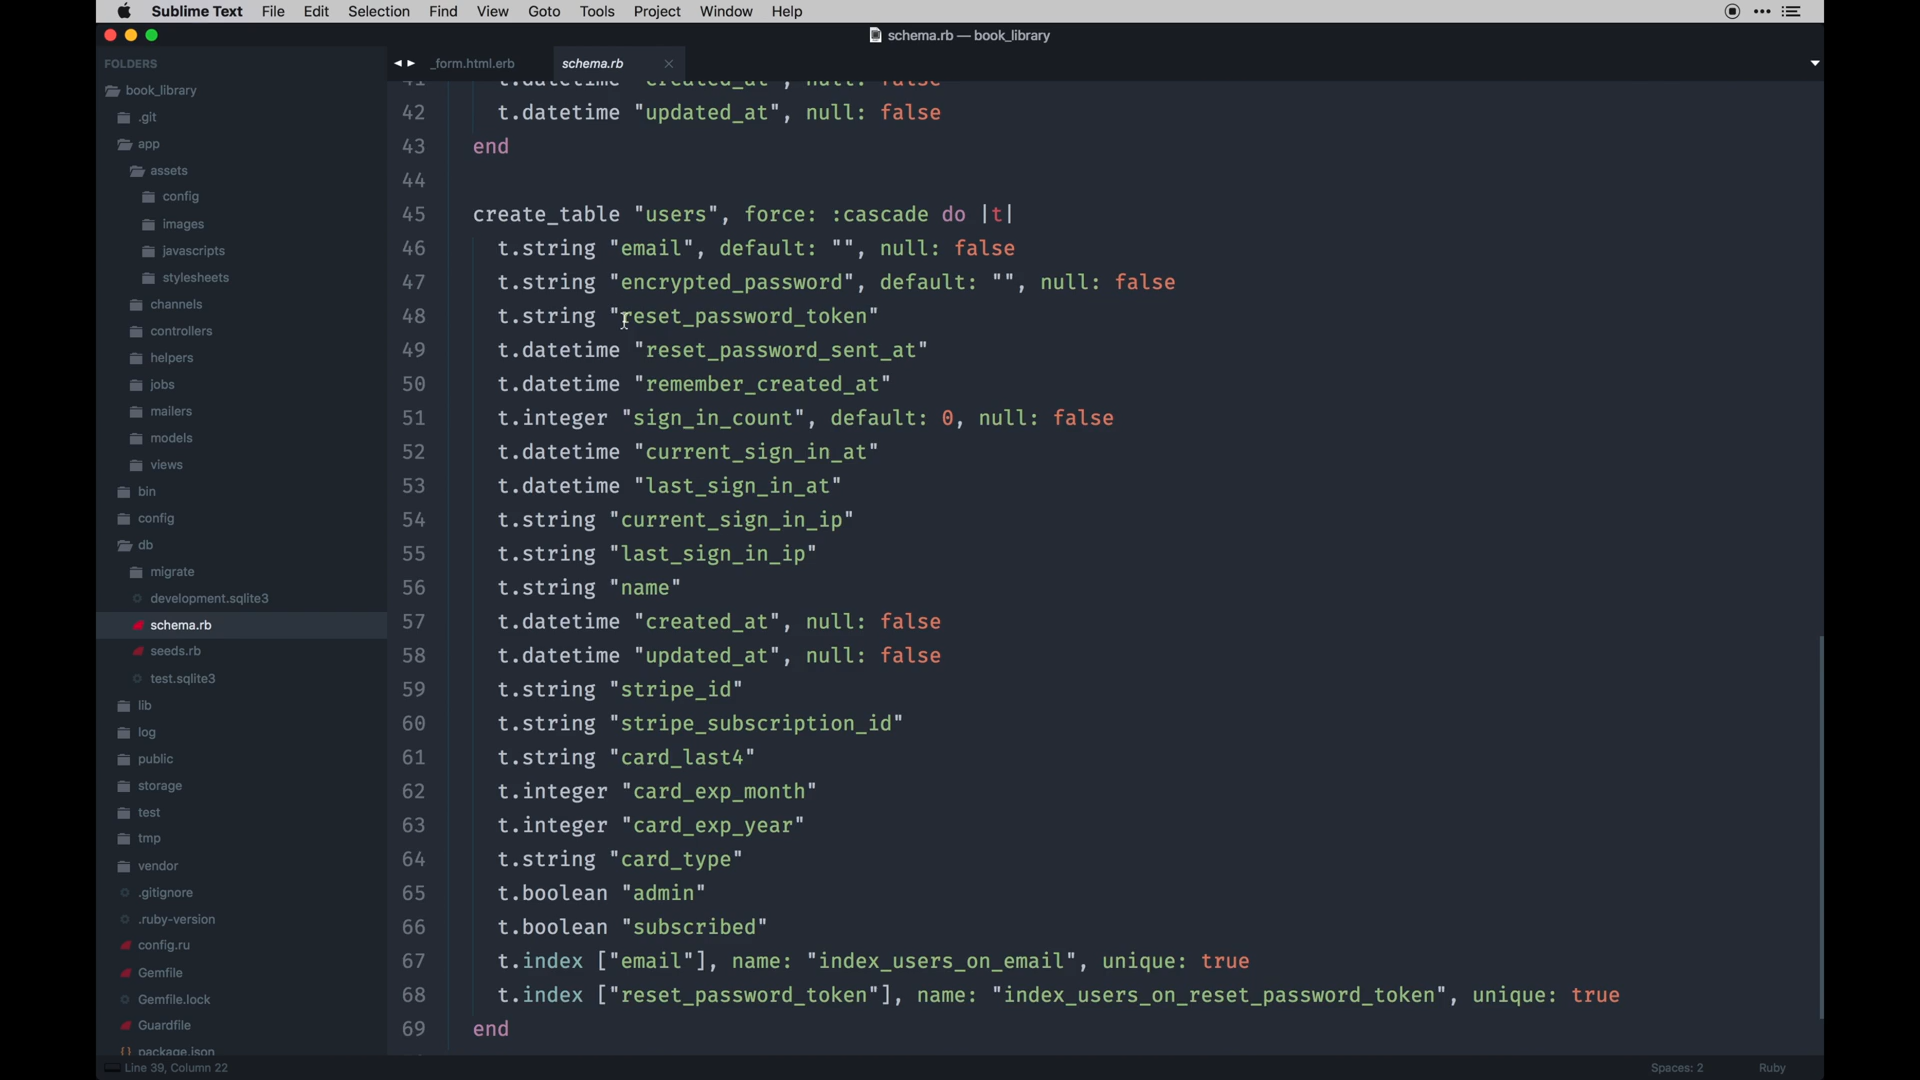 Sublime Text File Edit Selection Find View Goto Tools Project Window Help
schema.rb — book_library
FOLDERS
book_library
.git
app
assets
config
images
javascripts
stylesheets
channels
controllers
helpers
jobs
mailers
models
views
bin
config
db
migrate
development.sqlite3
schema.rb
seeds.rb
test.sqlite3
lib
log
public
storage
test
tmp
vendor
.gitignore
.ruby-version
config.ru
Gemfile
Gemfile.lock
Guardfile
package.json
_form.html.erb schema.rb
41 t.datetime "created_at", null: false
42 t.datetime "updated_at", null: false
43 end
44
45 create_table "users", force: :cascade do |t|
46 t.string "email", default: "", null: false
47 t.string "encrypted_password", default: "", null: false
48 t.string "reset_password_token"
49 t.datetime "reset_password_sent_at"
50 t.datetime "remember_created_at"
51 t.integer "sign_in_count", default: 0, null: false
52 t.datetime "current_sign_in_at"
53 t.datetime "last_sign_in_at"
54 t.string "current_sign_in_ip"
55 t.string "last_sign_in_ip"
56 t.string "name"
57 t.datetime "created_at", null: false
58 t.datetime "updated_at", null: false
59 t.string "stripe_id"
60 t.string "stripe_subscription_id"
61 t.string "card_last4"
62 t.integer "card_exp_month"
63 t.integer "card_exp_year"
64 t.string "card_type"
65 t.boolean "admin"
66 t.boolean "subscribed"
67 t.index ["email"], name: "index_users_on_email", unique: true
68 t.index ["reset_password_token"], name: "index_users_on_reset_password_token", unique: true
69 end
Line 39, Column 22 Spaces: 2 Ruby